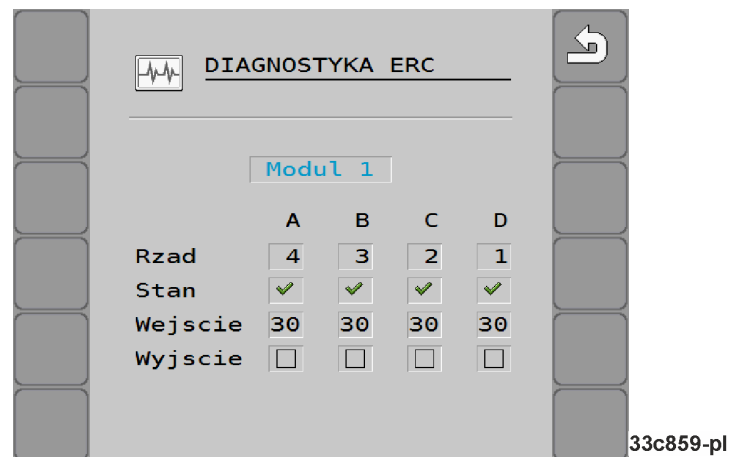 DIAGNOSTYKA ERC
Modul 1
A B C D
Rzad 4 3 2 1
Stan
Wejscie 30 30 30 30
Wyjscie
33c859-pl